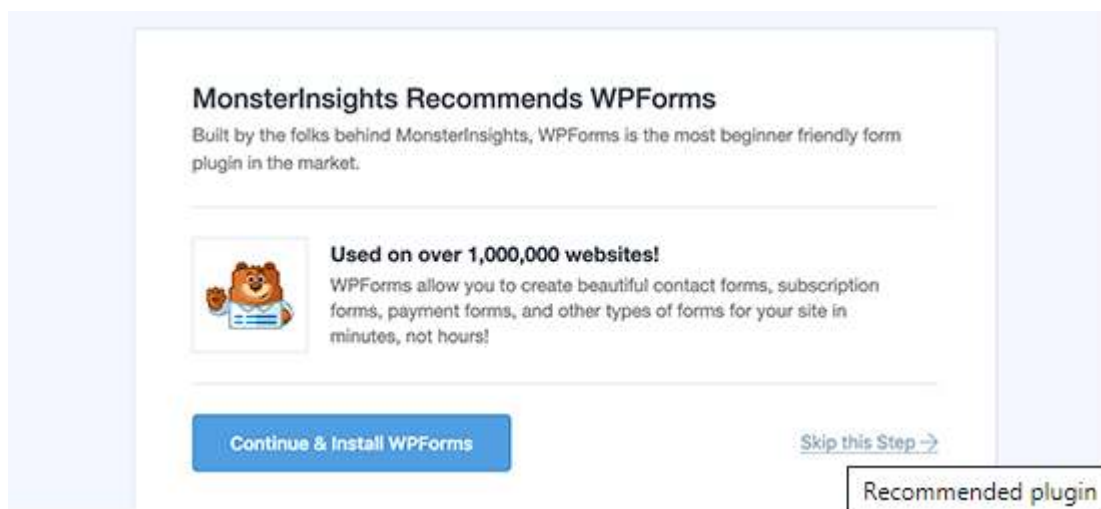 MonsterInsights Recommends WPForms
Built by the folks behind MonsterInsights, WPForms is the most beginner friendly form
plugin in the market.
Used on over 1,000,000 websites!
WPForms allow you to create beautiful contact forms, subscription
forms, payment forms, and other types of forms for your site in
minutes, not hours!
Continue & Install WPForms
Skip this Step →
Recommended plugin